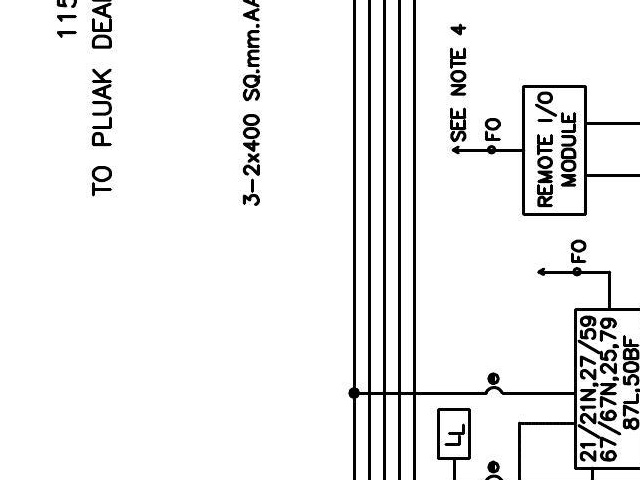 115
TO PLUAK DEA
3-2x400 SQ.mm.AA
SEE NOTE 4
FO
REMOTE I/O
MODULE
FO
21/21N,27/59
67/67N,25,79
87L,50BF